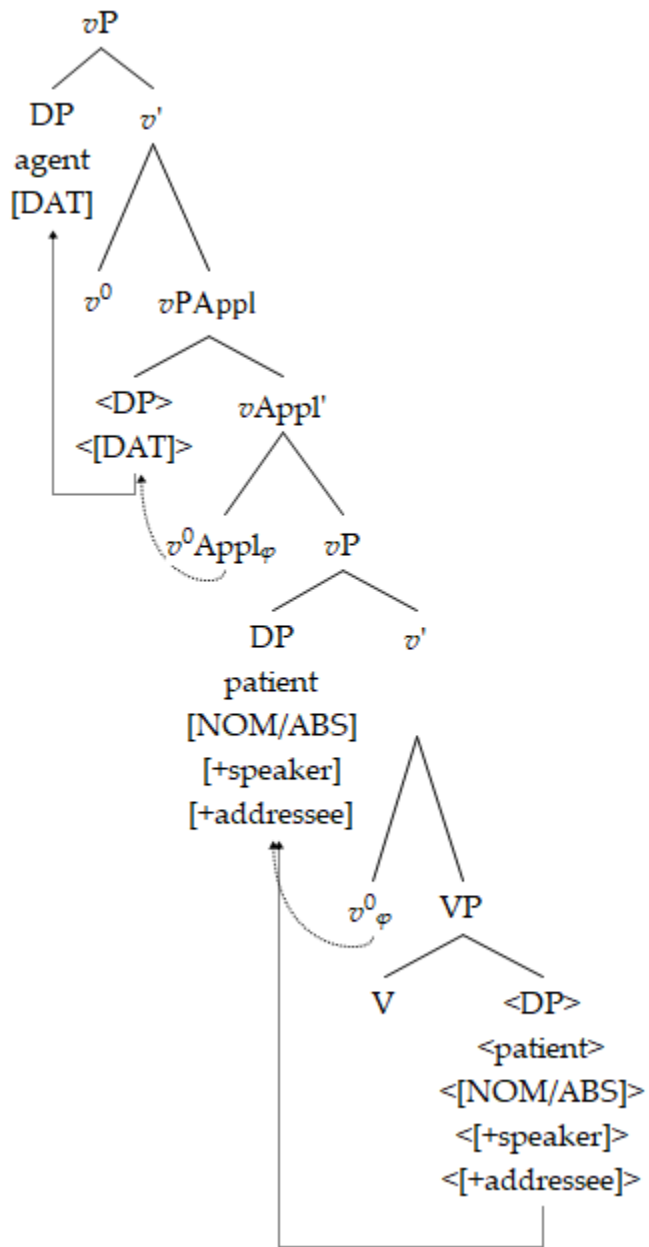 vP
DP v'
agent
[DAT]
v⁰ vPAppl
<DP> vAppl'
<[DAT]>
v⁰Applφ vP
DP v'
patient
[NOM/ABS]
[+speaker]
[+addressee]
v⁰φ VP
V <DP>
<patient>
<[NOM/ABS]>
<[+speaker]>
<[+addressee]>